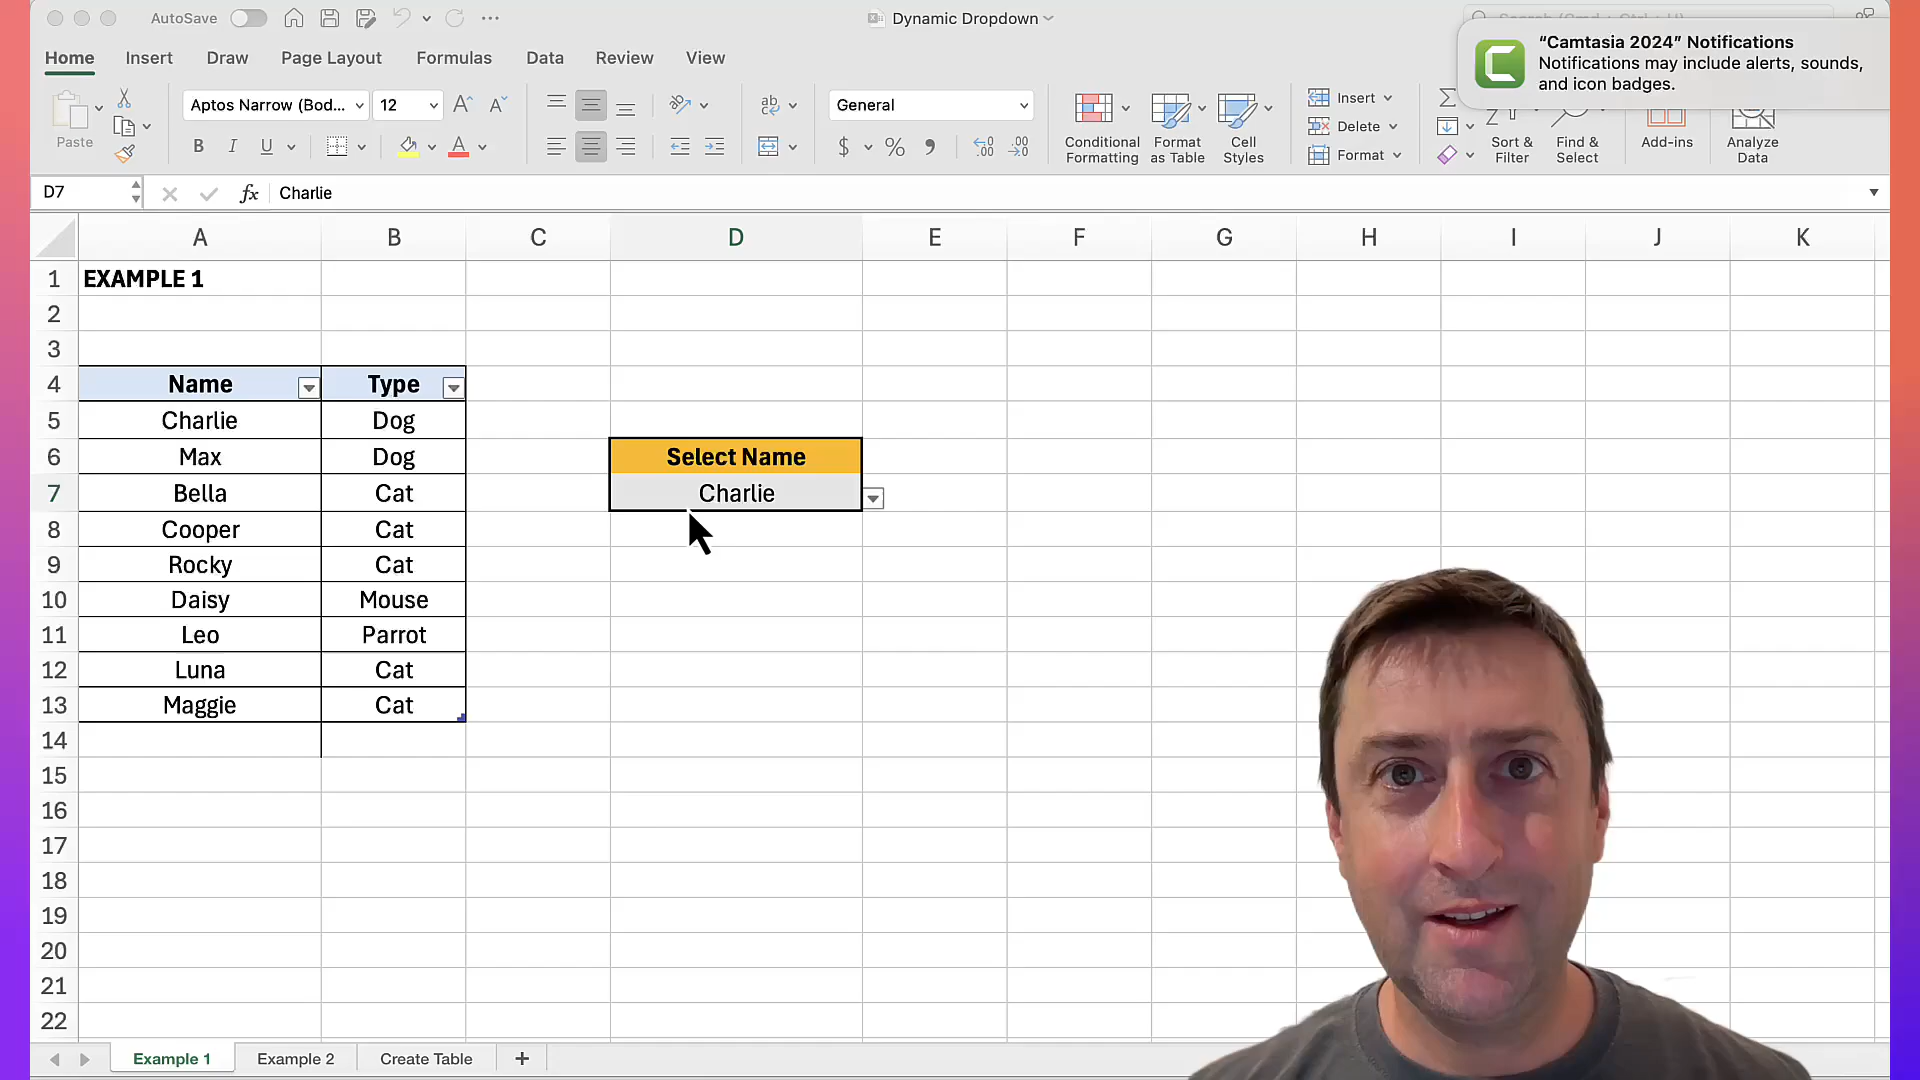 AutoSave
Dynamic Dropdown
"Camtasia 2024" Notifications
Notifications may include alerts, sounds,
and icon badges.
Home Insert Draw Page Layout Formulas Data Review View
Paste
Aptos Narrow (Bod... 12
B I U
ab
General
$ % 9
Conditional
Formatting
Format
as Table
Cell
Styles
Insert
Delete
Format
Sort &
Filter
Find &
Select
Add-ins
Analyze
Data
D7 fx Charlie
A B C D E F G H I J K
1 EXAMPLE 1
2
3
4 Name Type
5 Charlie Dog
6 Max Dog Select Name
7 Bella Cat Charlie
8 Cooper Cat
9 Rocky Cat
10 Daisy Mouse
11 Leo Parrot
12 Luna Cat
13 Maggie Cat
14
15
16
17
18
19
20
21
22
Example 1 Example 2 Create Table +